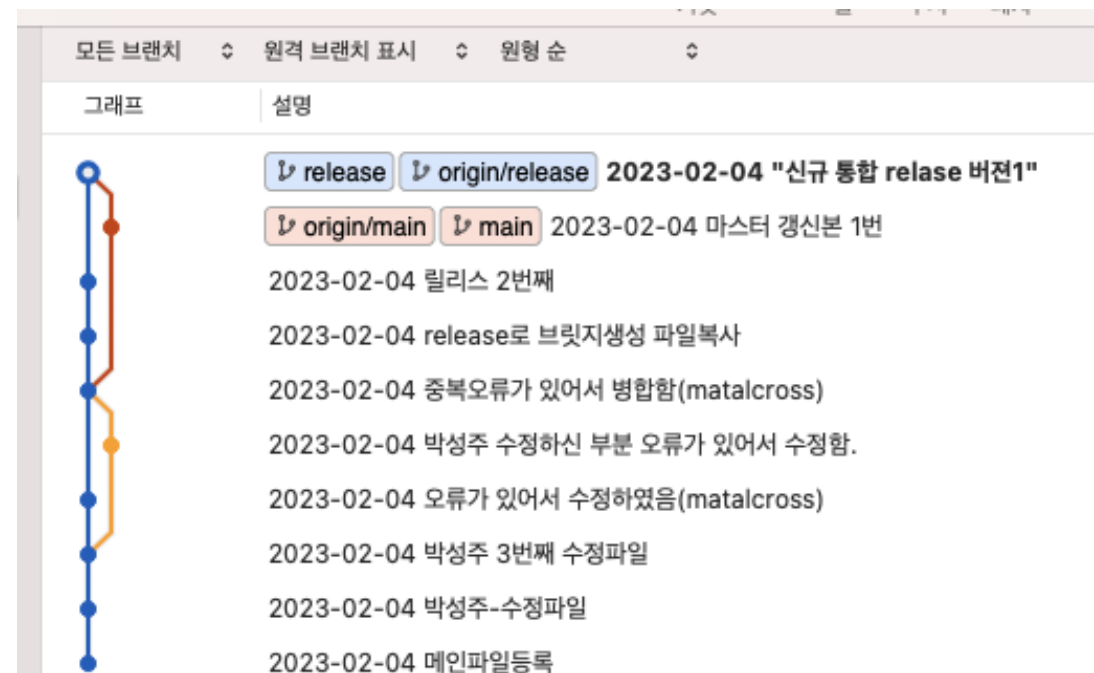 모든 브랜치 원격 브랜치 표시 원형 순
그래프 설명
release origin/release 2023-02-04 "신규 통합 relase 버젼1"
origin/main main 2023-02-04 마스터 갱신본 1번
2023-02-04 릴리스 2번째
2023-02-04 release로 브릿지생성 파일복사
2023-02-04 중복오류가 있어서 병합함(matalcross)
2023-02-04 박성주 수정하신 부분 오류가 있어서 수정함.
2023-02-04 오류가 있어서 수정하였음(matalcross)
2023-02-04 박성주 3번째 수정파일
2023-02-04 박성주-수정파일
2023-02-04 메인파일등록